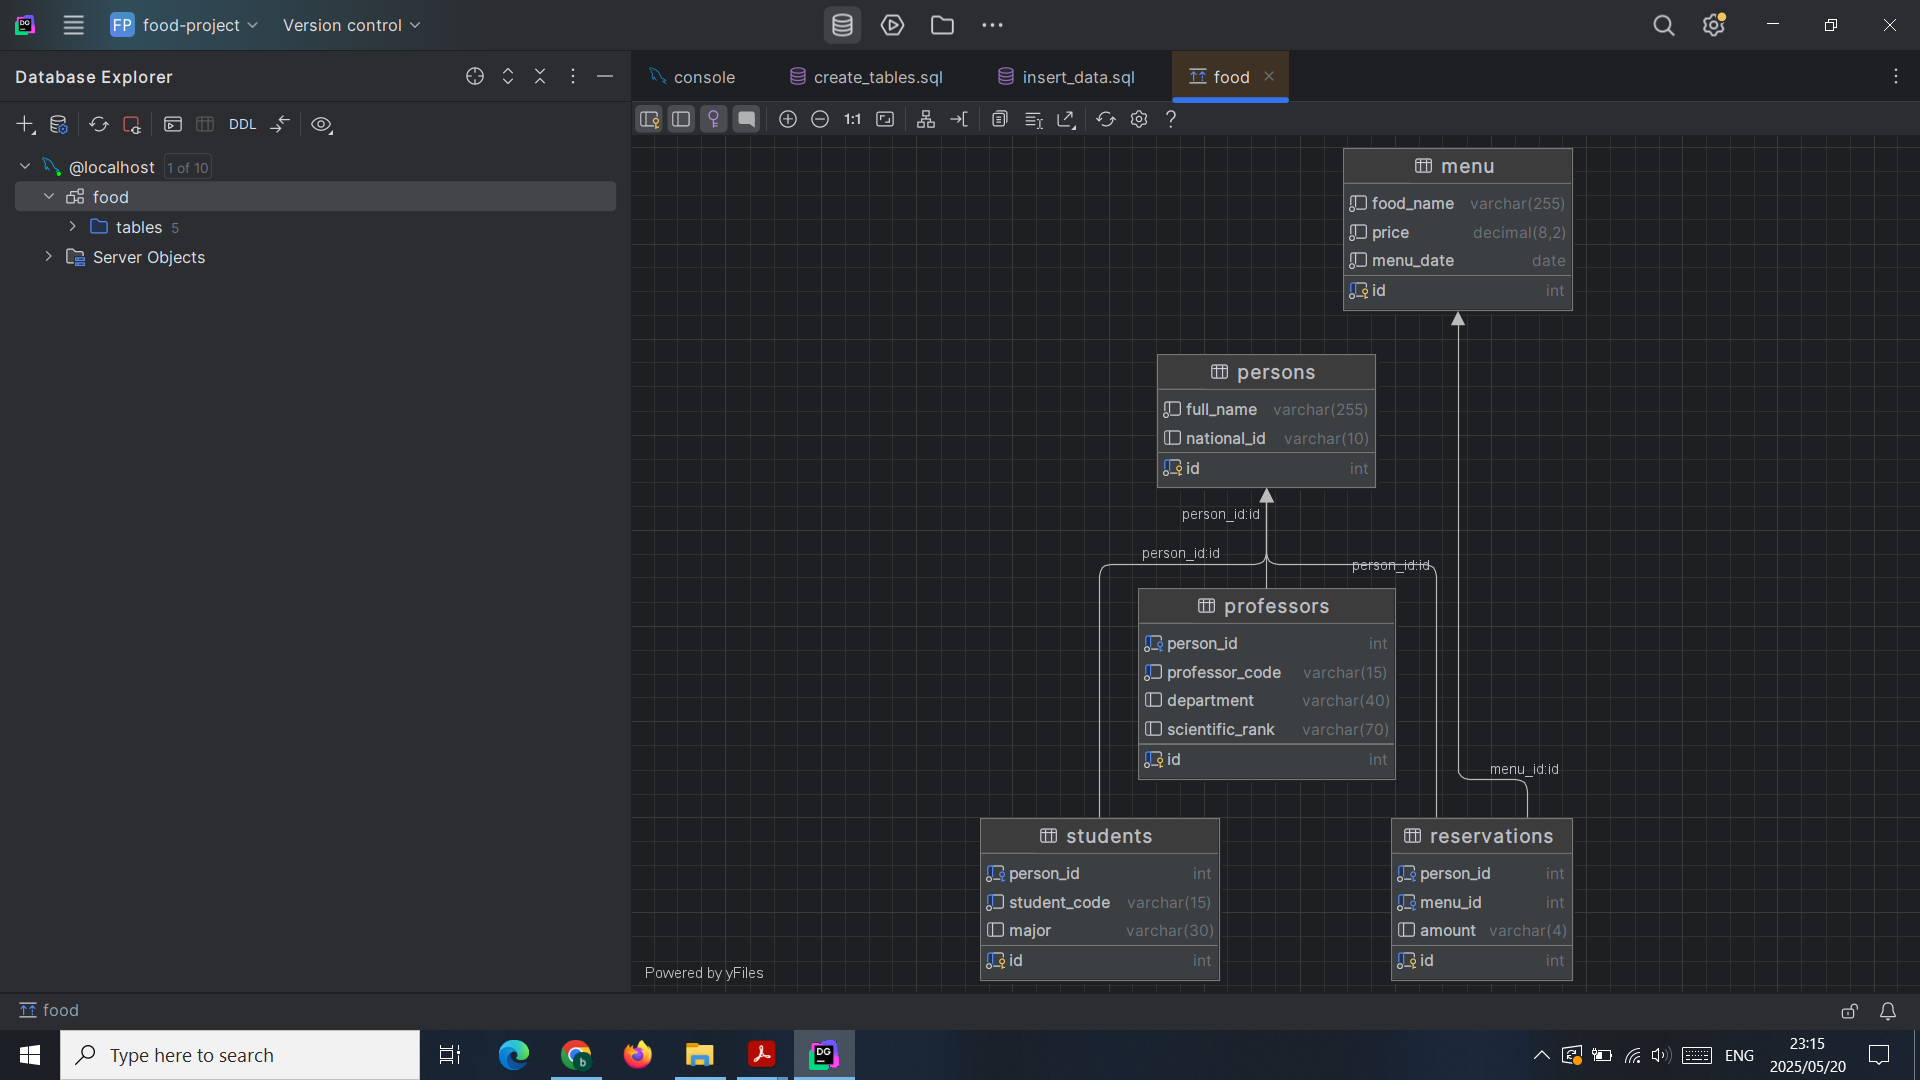 FP food-project Version control
Database Explorer
console
create_tables.sql
insert_data.sql
food
DDL
1:1
@localhost 1 of 10
food
tables 5
Server Objects
menu
food_name varchar(255)
price decimal(8,2)
menu_date date
id int
persons
full_name varchar(255)
national_id varchar(10)
id int
person_id:id
person_id:id
person_id:id
professors
person_id int
professor_code varchar(15)
department varchar(40)
scientific_rank varchar(70)
id int
menu_id:id
students
person_id int
student_code varchar(15)
major varchar(30)
id int
reservations
person_id int
menu_id int
amount varchar(4)
id int
Powered by yFiles
food
Type here to search
DG
ENG
23:15
2025/05/20